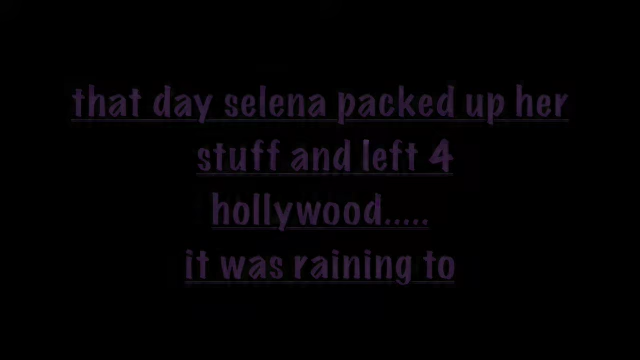 that day selena packed up her
stuff and left 4
hollywood.....
it was raining to